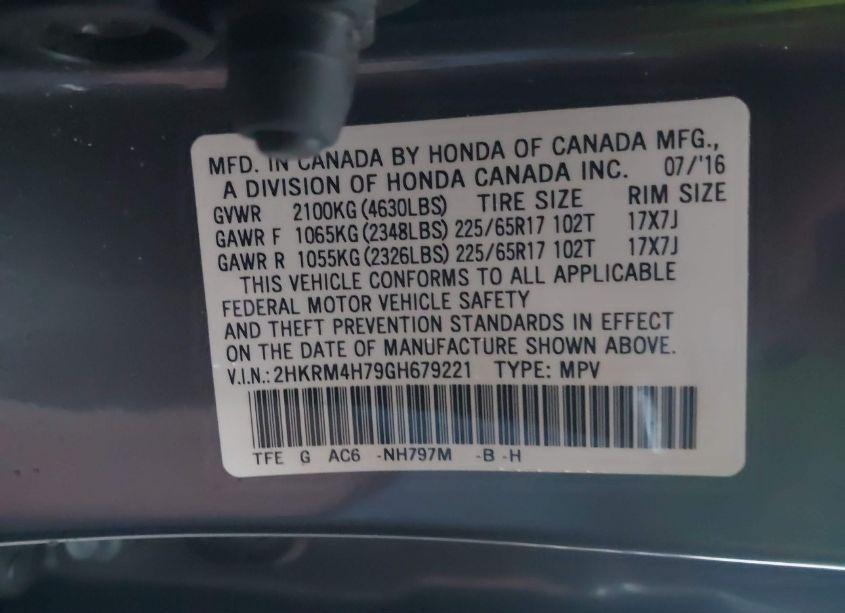 MFD. IN CANADA BY HONDA OF CANADA MFG.,
A DIVISION OF HONDA CANADA INC. 07/'16
GVWR 2100KG (4630LBS) TIRE SIZE RIM SIZE
GAWR F 1065KG (2348LBS) 225/65R17 102T 17X7J
GAWR R 1055KG (2326LBS) 225/65R17 102T 17X7J
THIS VEHICLE CONFORMS TO ALL APPLICABLE
FEDERAL MOTOR VEHICLE SAFETY
AND THEFT PREVENTION STANDARDS IN EFFECT
ON THE DATE OF MANUFACTURE SHOWN ABOVE.
V.I.N.: 2HKRM4H79GH679221 TYPE: MPV
TFE G AC6 -NH797M -B -H